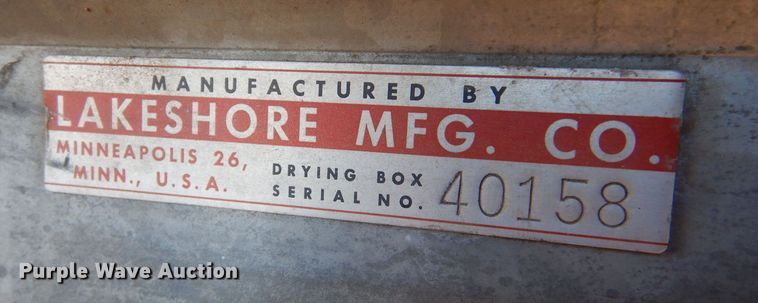 MANUFACTURED BY
LAKESHORE MFG. CO.
MINNEAPOLIS 26,
MINN., U.S.A.
DRYING BOX
SERIAL NO. 40158
Purple Wave Auction